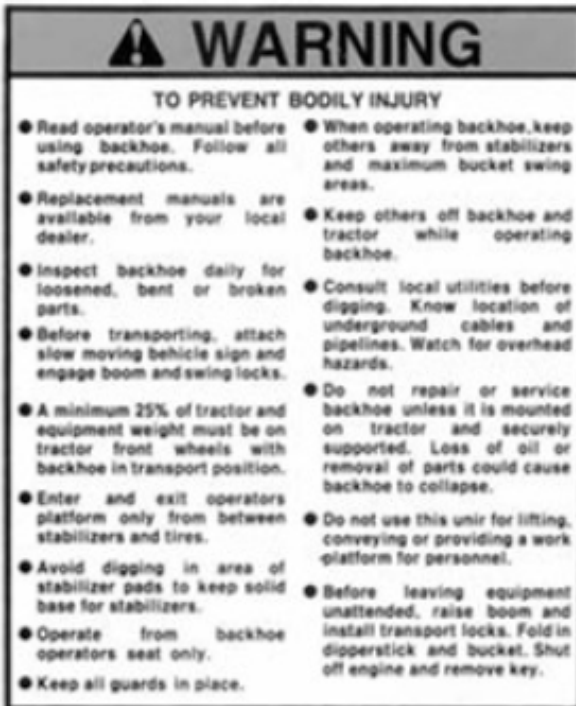 WARNING
TO PREVENT BODILY INJURY
● Read operator's manual before
using backhoe. Follow all
safety precautions.
● Replacement manuals are
available from your local
dealer.
● Inspect backhoe daily for
loosened, bent or broken
parts.
● Before transporting, attach
slow moving behicle sign and
engage boom and swing locks.
● A minimum 25% of tractor and
equipment weight must be on
tractor front wheels with
backhoe in transport position.
● Enter and exit operators
platform only from between
stabilizers and tires.
● Avoid digging in area of
stabilizer pads to keep solid
base for stabilizers.
● Operate from backhoe
operators seat only.
● Keep all guards in place.
● When operating backhoe, keep
others away from stabilizers
and maximum bucket swing
areas.
● Keep others off backhoe and
tractor while operating
backhoe.
● Consult local utilities before
digging. Know location of
underground cables and
pipelines. Watch for overhead
hazards.
● Do not repair or service
backhoe unless it is mounted
on tractor and securely
supported. Loss of oil or
removal of parts could cause
backhoe to collapse.
● Do not use this unir for lifting,
conveying or providing a work
platform for personnel.
● Before leaving equipment
unattended, raise boom and
install transport locks. Fold in
dipperstick and bucket. Shut
off engine and remove key.